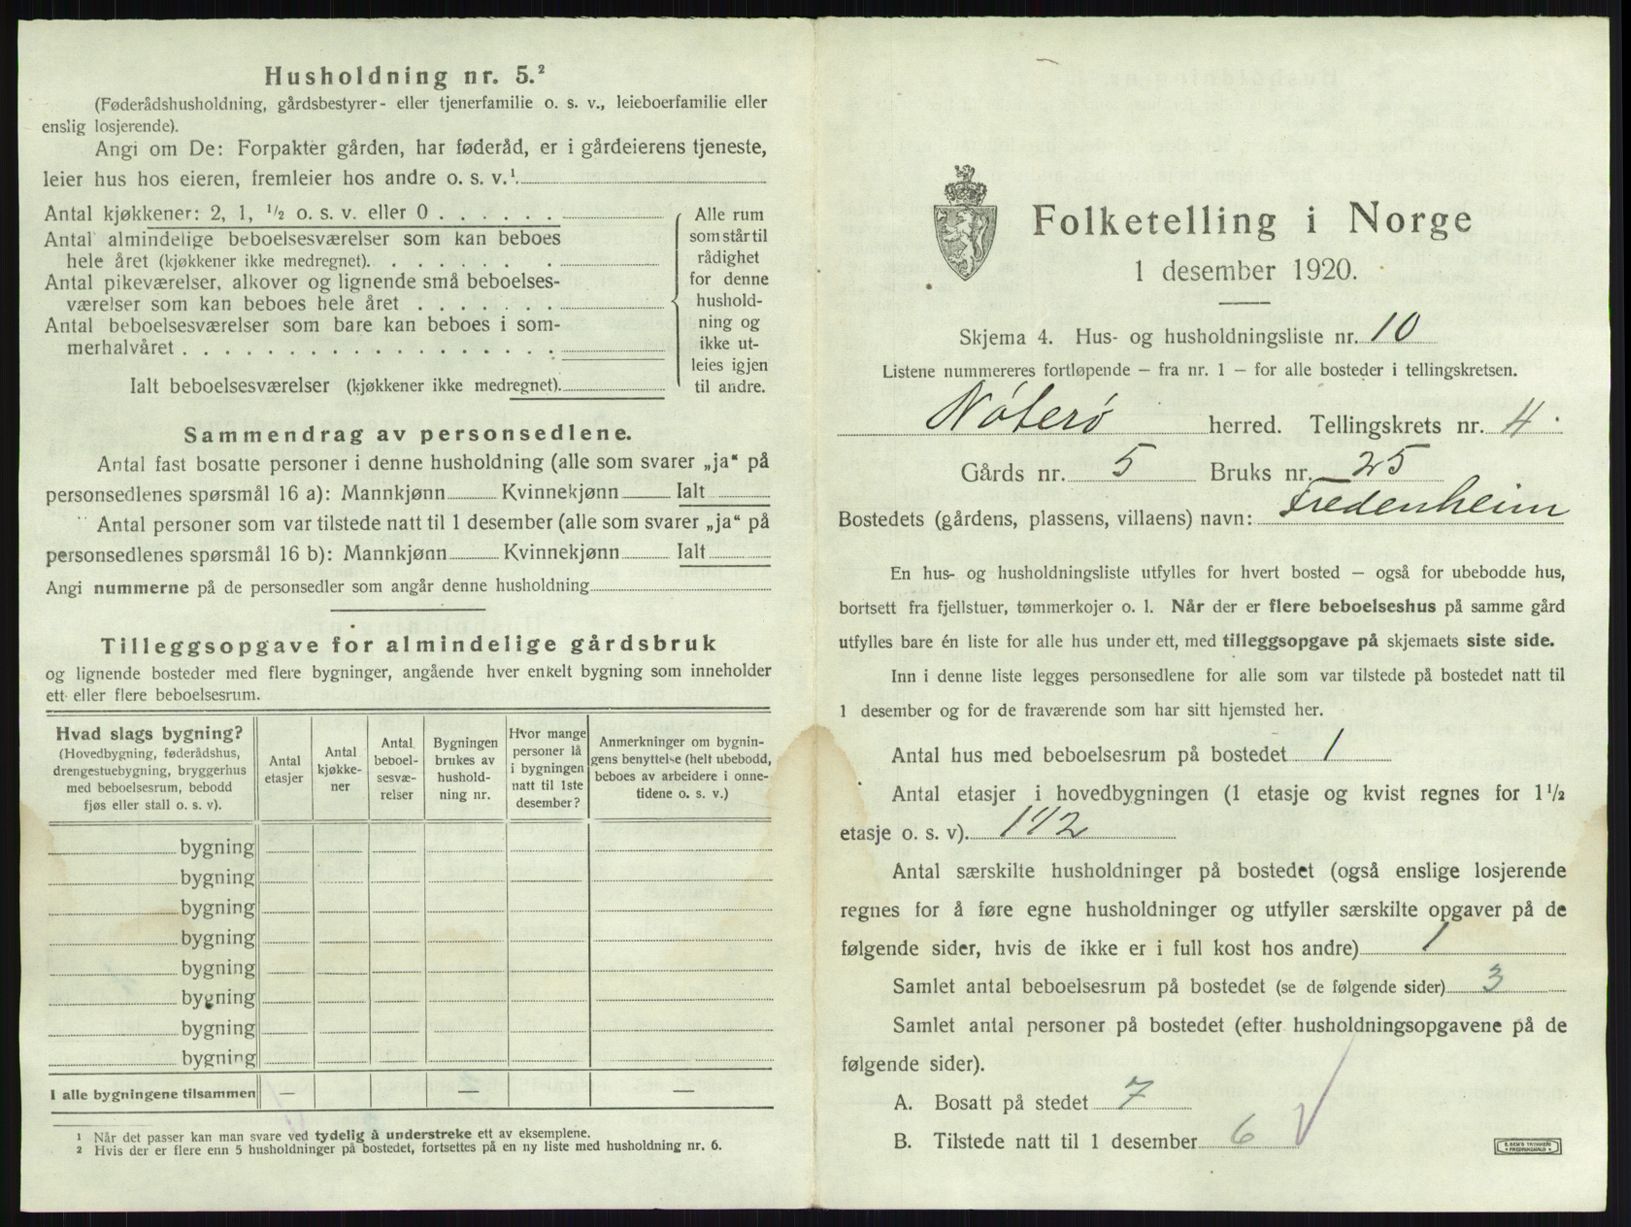 Husholdning nr. 5.²
(Føderådshusholdning, gårdsbestyrer- eller tjenerfamilie o. s. v., leieboerfamilie eller
enslig losjerende).
Angi om De: Forpakter gården, har føderåd, er i gårdeierens tjeneste,
leier hus hos eieren, fremleier hos andre o. s. v.¹
Antal kjøkkener: 2, 1, ½ o. s. v. eller 0 . . . . . .
Antal almindelige beboelsesværelser som kan beboes
hele året (kjøkkener ikke medregnet). . . . . . . .
Antal pikeværelser, alkover og lignende små beboelses-
værelser som kan beboes hele året . . . . . . .
Antal beboelsesværelser som bare kan beboes i som-
merhalvåret . . . . . . . . . . . . . . . . . .
Ialt beboelsesværelser (kjøkkener ikke medregnet).
Alle rum
som står til
rådighet
for denne
hushold-
ning og
ikke ut-
leies igjen
til andre.
Sammendrag av personsedlene.
Antal fast bosatte personer i denne husholdning (alle som svarer „ja“ på
personsedlenes spørsmål 16 a): Mannkjønn Kvinnekjønn Ialt
Antal personer som var tilstede natt til 1 desember (alle som svarer „ja“ på
personsedlenes spørsmål 16 b): Mannkjønn Kvinnekjønn Ialt
Angi nummerne på de personsedler som angår denne husholdning
Tilleggsopgave for almindelige gårdsbruk
og lignende bosteder med flere bygninger, angående hver enkelt bygning som inneholder
ett eller flere beboelsesrum.
Hvad slags bygning?
(Hovedbygning, føderådshus,
drengestuebygning, bryggerhus
med beboelsesrum, bebodd
fjøs eller stall o. s. v).
Antal
etasjer
Antal
kjøkke-
ner
Antal
beboel-
sesvæ-
relser
Bygningen
brukes av
hushold-
ning nr.
Hvor mange
personer lå
i bygningen
natt til 1ste
desember?
Anmerkninger om bygnin-
gens benyttelse (helt ubebodd,
beboes av arbeidere i onne-
tidene o. s. v.)
bygning
bygning
bygning
bygning
bygning
bygning
bygning
bygning
I alle bygningene tilsammen — — —
¹ Når det passer kan man svare ved tydelig å understreke ett av eksemplene.
² Hvis der er flere enn 5 husholdninger på bostedet, fortsettes på en ny liste med husholdning nr. 6.
Folketelling i Norge
1 desember 1920.
Skjema 4. Hus- og husholdningsliste nr. 10
Listene nummereres fortløpende — fra nr. 1 — for alle bosteder i tellingskretsen.
Nøterø herred. Tellingskrets nr. 4.
Gårds nr. 5 Bruks nr. 25
Bostedets (gårdens, plassens, villaens) navn: Fredenheim
En hus- og husholdningsliste utfylles for hvert bosted — også for ubebodde hus,
bortsett fra fjellstuer, tømmerkojer o. l. Når der er flere beboelseshus på samme gård
utfylles bare én liste for alle hus under ett, med tilleggsopgave på skjemaets siste side.
Inn i denne liste legges personsedlene for alle som var tilstede på bostedet natt til
1 desember og for de fraværende som har sitt hjemsted her.
Antal hus med beboelsesrum på bostedet 1
Antal etasjer i hovedbygningen (1 etasje og kvist regnes for 1½
etasje o. s. v). 1 1/2
Antal særskilte husholdninger på bostedet (også enslige losjerende
regnes for å føre egne husholdninger og utfyller særskilte opgaver på de
følgende sider, hvis de ikke er i full kost hos andre) 1
Samlet antal beboelsesrum på bostedet (se de følgende sider) 3
Samlet antal personer på bostedet (efter husholdningsopgavene på de
følgende sider).
A. Bosatt på stedet 7
B. Tilstede natt til 1 desember 6